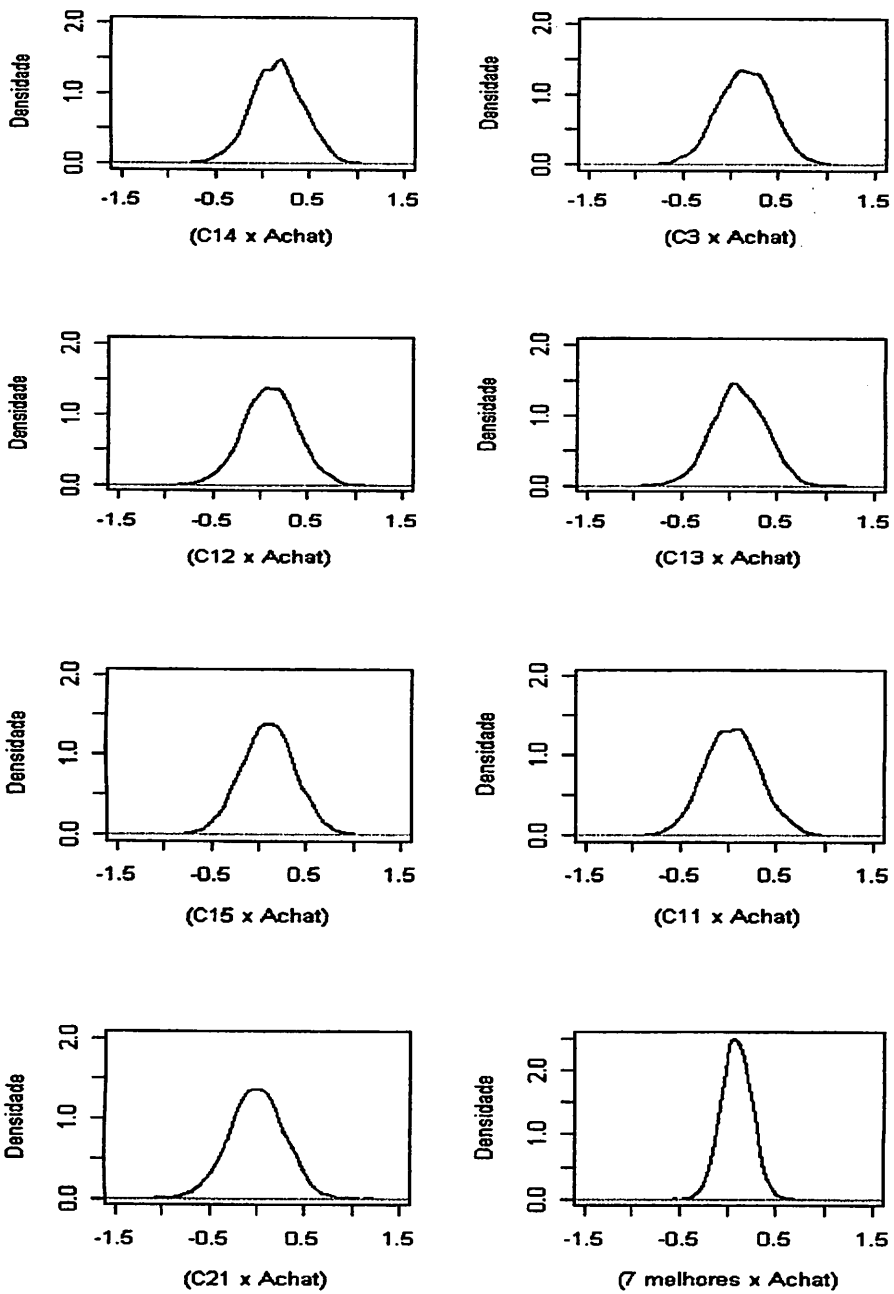 Densidade
2.0
1.0
0.0
-1.5 -0.5 0.5 1.5
(C14 x Achat)
Densidade
2.0
1.0
0.0
-1.5 -0.5 0.5 1.5
(C3 x Achat)
Densidade
2.0
1.0
0.0
-1.5 -0.5 0.5 1.5
(C12 x Achat)
Densidade
2.0
1.0
0.0
-1.5 -0.5 0.5 1.5
(C13 x Achat)
Densidade
2.0
1.0
0.0
-1.5 -0.5 0.5 1.5
(C15 x Achat)
Densidade
2.0
1.0
0.0
-1.5 -0.5 0.5 1.5
(C11 x Achat)
Densidade
2.0
1.0
0.0
-1.5 -0.5 0.5 1.5
(C21 x Achat)
Densidade
2.0
1.0
0.0
-1.5 -0.5 0.5 1.5
(7 melhores x Achat)